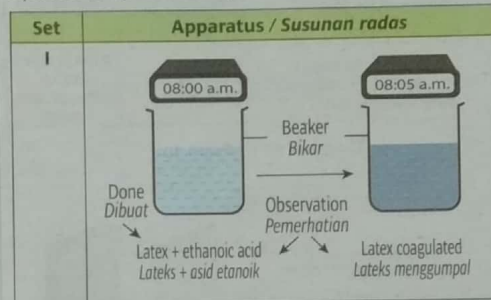 Set
Apparatus / Susunan radas
I
08:00 a.m.
08:05 a.m.
Beaker
Bikar
Done
Dibuat
Observation
Pemerhatian
Latex + ethanoic acid
Lateks + asid etanoik
Latex coagulated
Lateks menggumpal